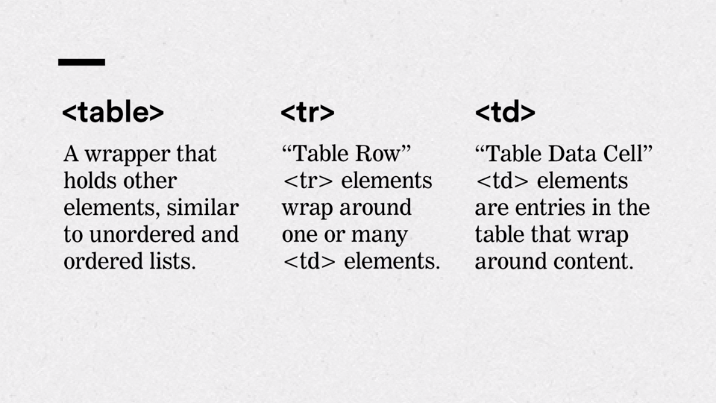 <table>
A wrapper that
holds other
elements, similar
to unordered and
ordered lists.
<tr>
“Table Row”
<tr> elements
wrap around
one or many
<td> elements.
<td>
“Table Data Cell”
<td> elements
are entries in the
table that wrap
around content.